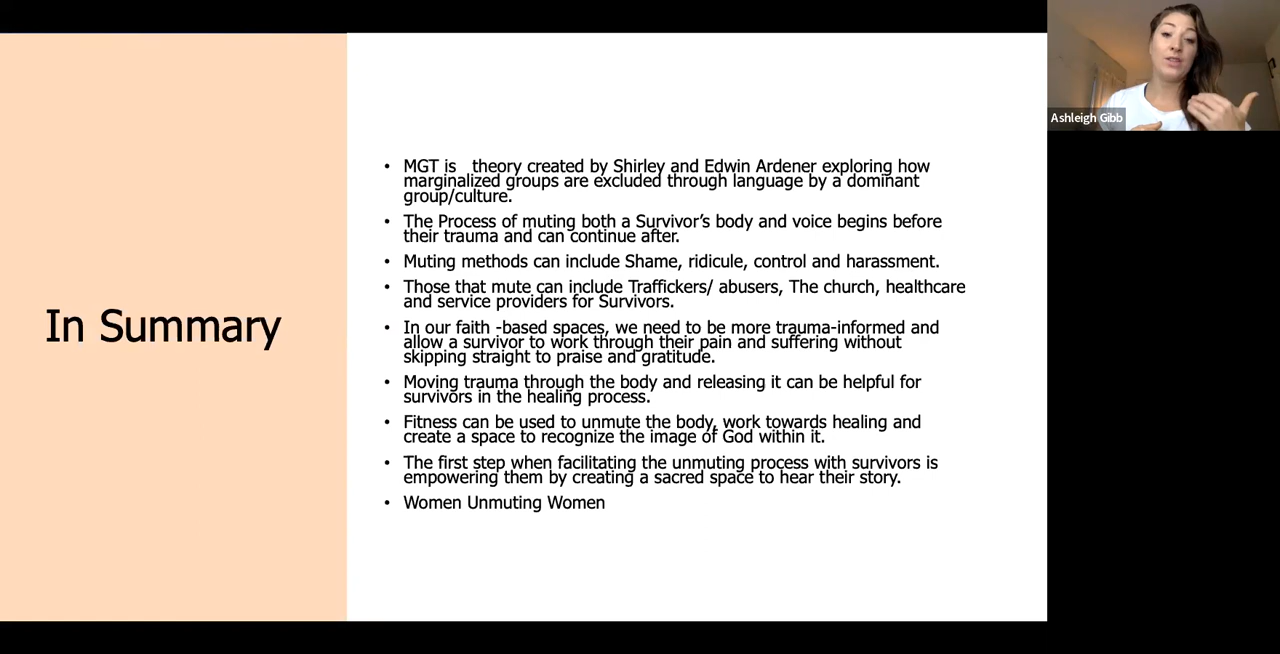 In Summary
• MGT is theory created by Shirley and Edwin Ardener exploring how
marginalized groups are excluded through language by a dominant
group/culture.
• The Process of muting both a Survivor's body and voice begins before
their trauma and can continue after.
• Muting methods can include Shame, ridicule, control and harassment.
• Those that mute can include Traffickers/ abusers, The church, healthcare
and service providers for Survivors.
• In our faith -based spaces, we need to be more trauma-informed and
allow a survivor to work through their pain and suffering without
skipping straight to praise and gratitude.
• Moving trauma through the body and releasing it can be helpful for
survivors in the healing process.
• Fitness can be used to unmute the body, work towards healing and
create a space to recognize the image of God within it.
• The first step when facilitating the unmuting process with survivors is
empowering them by creating a sacred space to hear their story.
• Women Unmuting Women
Ashleigh Gibb